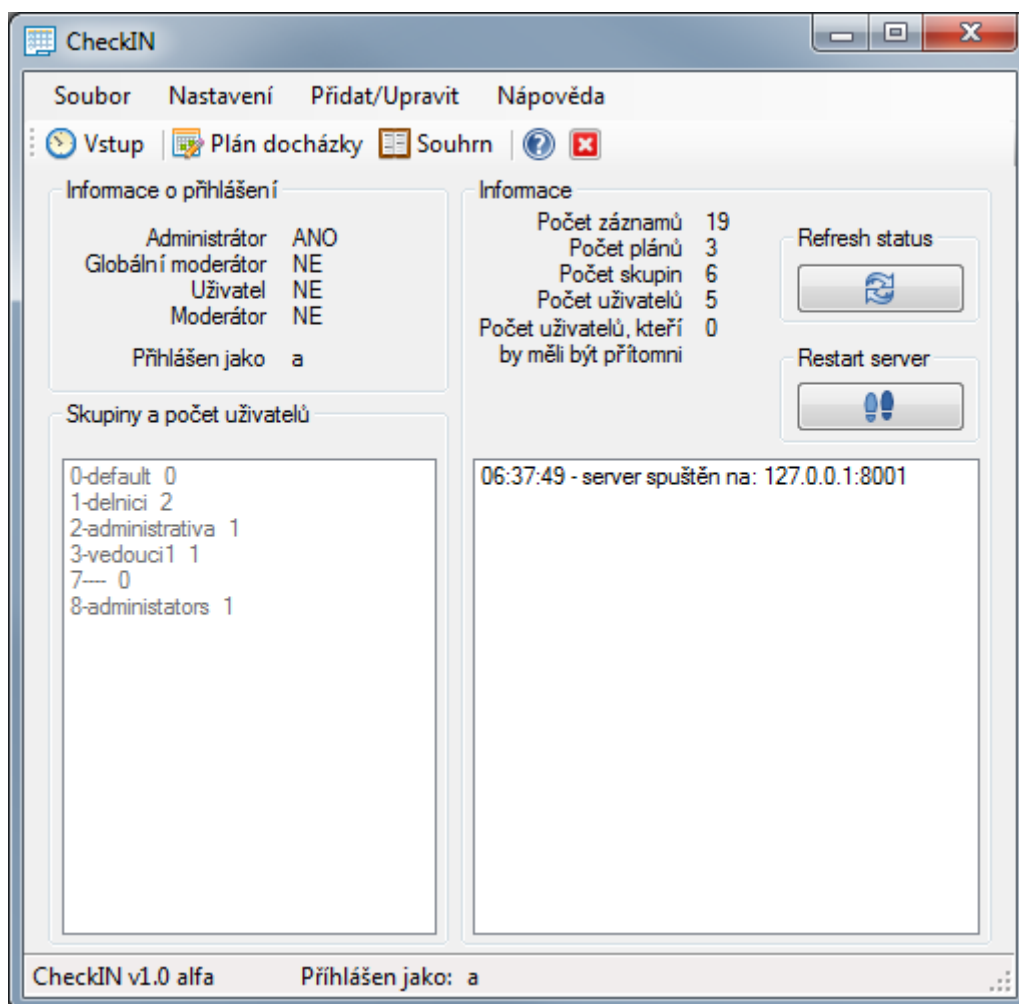 CheckIN
Soubor Nastavení Přidat/Upravit Nápověda
Vstup Plán docházky Souhrn
Informace o přihlášení
Administrátor ANO
Globální moderátor NE
Uživatel NE
Moderátor NE
Přihlášen jako a
Skupiny a počet uživatelů
0-default 0
1-delnici 2
2-administrativa 1
3-vedouci1 1
7---- 0
8-administators 1
Informace
Počet záznamů 19
Počet plánů 3
Počet skupin 6
Počet uživatelů 5
Počet uživatelů, kteří 0
by měli být přítomni
Refresh status
Restart server
06:37:49 - server spuštěn na: 127.0.0.1:8001
CheckIN v1.0 alfa Příhlášen jako: a